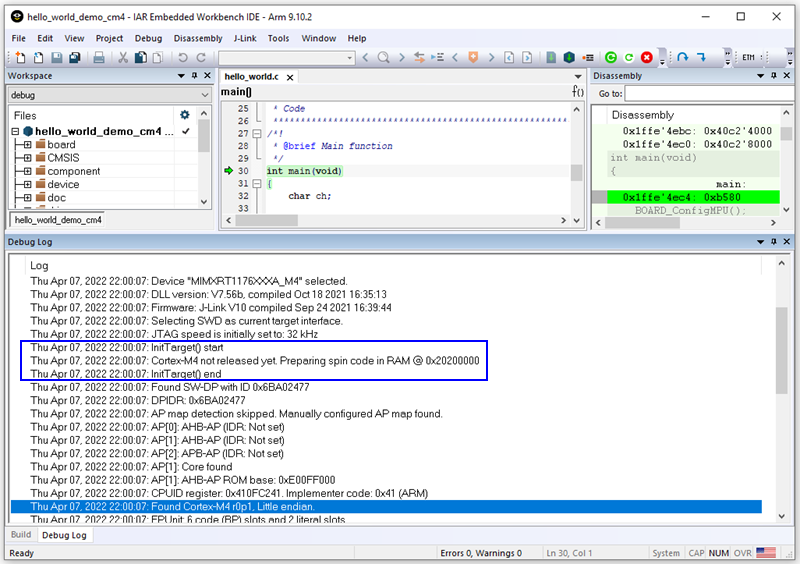 hello_world_demo_cm4 - IAR Embedded Workbench IDE - Arm 9.10.2
File Edit View Project Debug Disassembly J-Link Tools Window Help
ETM
Workspace
debug
Files
hello_world_demo_cm4 ...
board
CMSIS
component
device
doc
hello_world_demo_cm4
hello_world.c
main()
f()
25 * Code
26 ******************************************************
27 /*!
28 * @brief Main function
29 */
30 int main(void)
31 {
32 char ch;
33
Disassembly
Go to:
Disassembly
0x1ffe'4ebc: 0x40c2'4000
0x1ffe'4ec0: 0x40c2'8000
int main(void)
{
main:
0x1ffe'4ec4: 0xb580
BOARD_ConfigMPU();
Debug Log
Log
Thu Apr 07, 2022 22:00:07: Device "MIMXRT1176XXXA_M4" selected.
Thu Apr 07, 2022 22:00:07: DLL version: V7.56b, compiled Oct 18 2021 16:35:13
Thu Apr 07, 2022 22:00:07: Firmware: J-Link V10 compiled Sep 24 2021 16:39:44
Thu Apr 07, 2022 22:00:07: Selecting SWD as current target interface.
Thu Apr 07, 2022 22:00:07: JTAG speed is initially set to: 32 kHz
Thu Apr 07, 2022 22:00:07: InitTarget() start
Thu Apr 07, 2022 22:00:07: Cortex-M4 not released yet. Preparing spin code in RAM @ 0x20200000
Thu Apr 07, 2022 22:00:07: InitTarget() end
Thu Apr 07, 2022 22:00:07: Found SW-DP with ID 0x6BA02477
Thu Apr 07, 2022 22:00:07: DPIDR: 0x6BA02477
Thu Apr 07, 2022 22:00:07: AP map detection skipped. Manually configured AP map found.
Thu Apr 07, 2022 22:00:07: AP[0]: AHB-AP (IDR: Not set)
Thu Apr 07, 2022 22:00:07: AP[1]: AHB-AP (IDR: Not set)
Thu Apr 07, 2022 22:00:07: AP[2]: APB-AP (IDR: Not set)
Thu Apr 07, 2022 22:00:07: AP[1]: Core found
Thu Apr 07, 2022 22:00:07: AP[1]: AHB-AP ROM base: 0xE00FF000
Thu Apr 07, 2022 22:00:07: CPUID register: 0x410FC241. Implementer code: 0x41 (ARM)
Thu Apr 07, 2022 22:00:07: Found Cortex-M4 r0p1, Little endian.
Thu Apr 07, 2022 22:00:07: FPUnit: 6 code (BP) slots and 2 literal slots
Build Debug Log
Ready Errors 0, Warnings 0 Ln 30, Col 1 System CAP NUM OVR